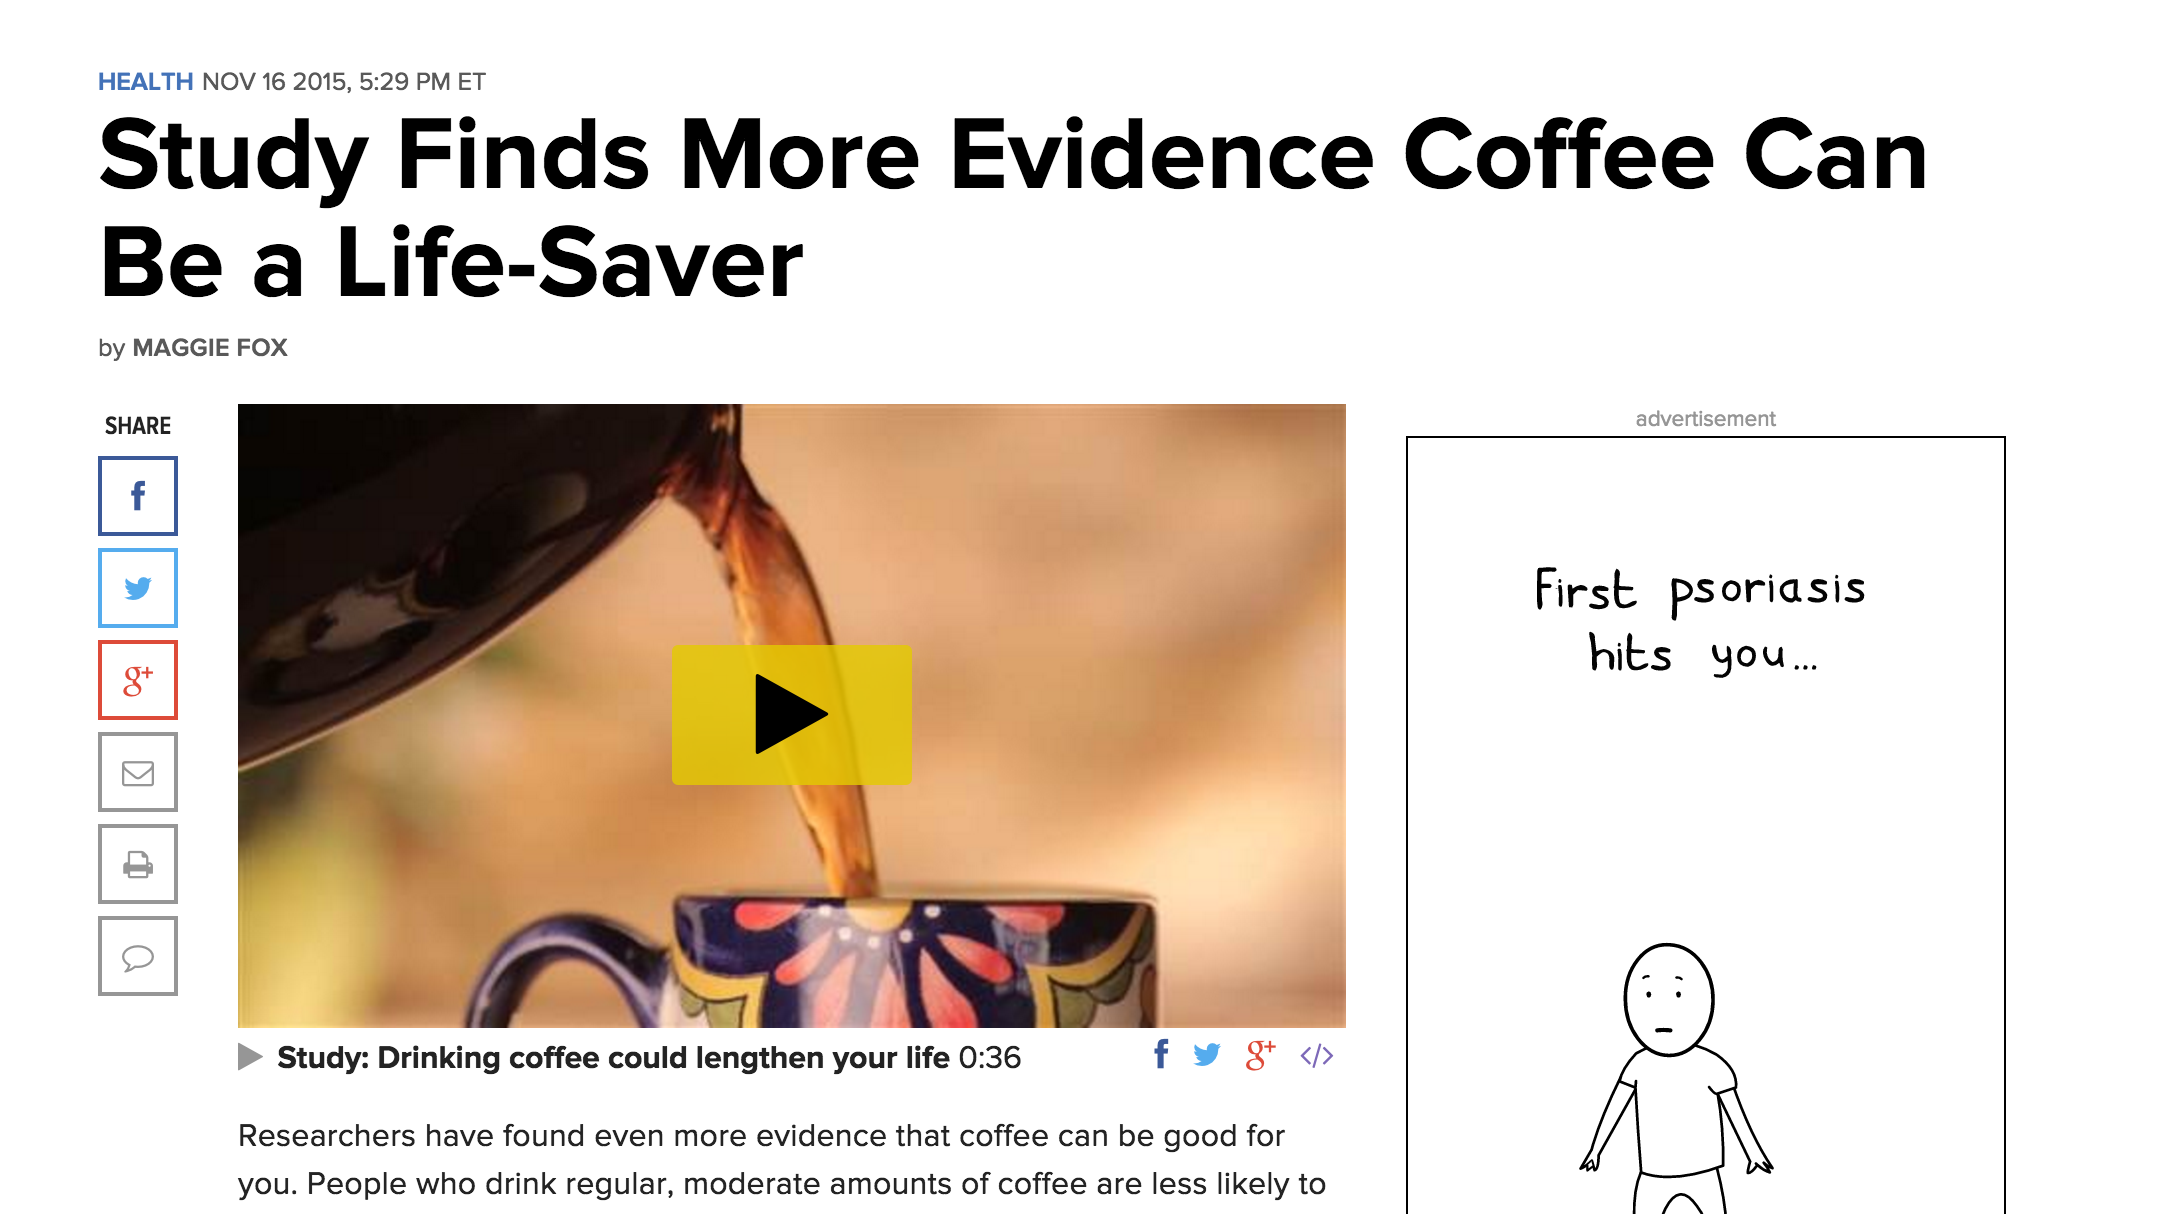 HEALTH NOV 16 2015, 5:29 PM ET
Study Finds More Evidence Coffee Can
Be a Life-Saver
by MAGGIE FOX
SHARE
f
g+
Study: Drinking coffee could lengthen your life 0:36
f g+ </>
Researchers have found even more evidence that coffee can be good for
you. People who drink regular, moderate amounts of coffee are less likely to
advertisement
First psoriasis
hits you...